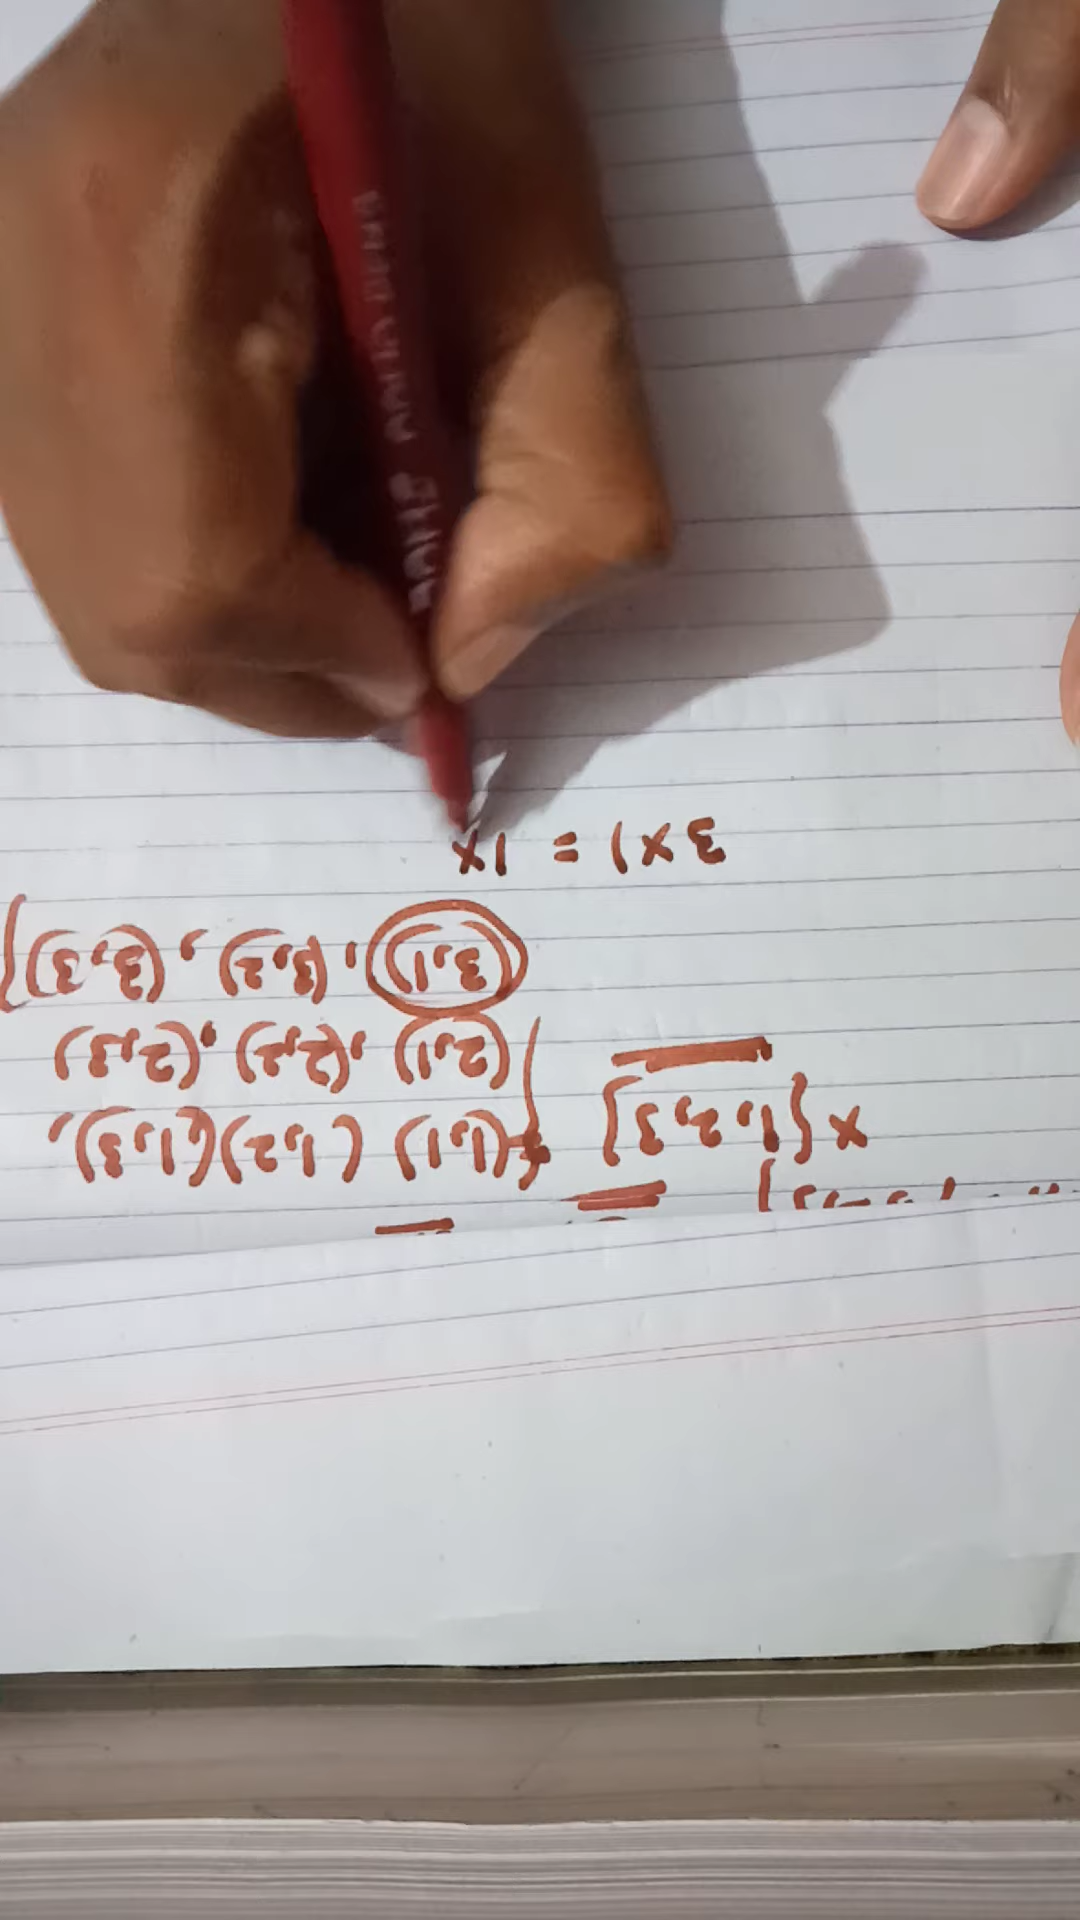 x {1,2,3} {(1,1) (1,2)(1,3),
(2,1),(2,2),(2,3)
(3,1),(3,2),(3,3)}
3x1 = 1x